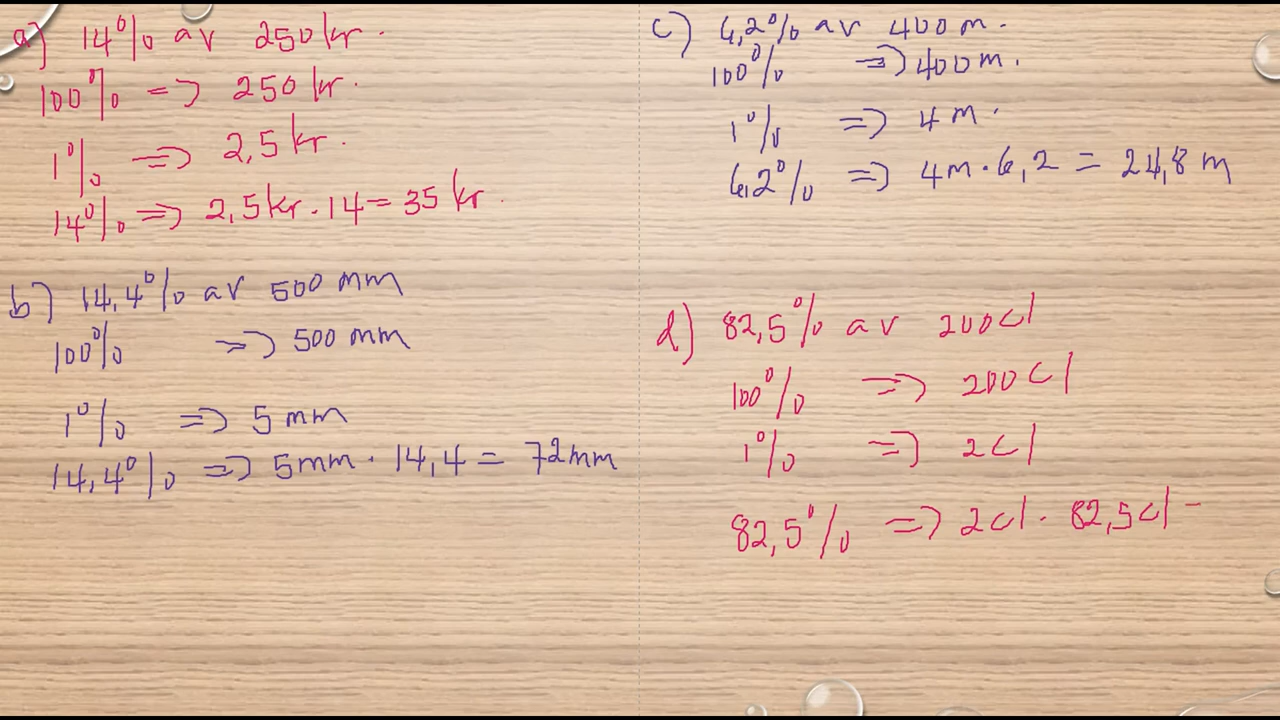 a) 14% av 250 kr.
100% => 250 kr.
1% => 2,5 kr.
14% => 2,5 kr. 14 = 35 kr.
b) 14,4% av 500 mm
100% => 500 mm
1% => 5 mm
14,4% => 5 mm · 14,4 = 72 mm
c) 6,2% av 400 m.
100% => 400 m.
1% => 4 m.
6,2% => 4 m · 6,2 = 24,8 m
d) 82,5% av 200 cl
100% => 200 cl
1% => 2 cl
82,5% => 2 cl · 82,5 cl -